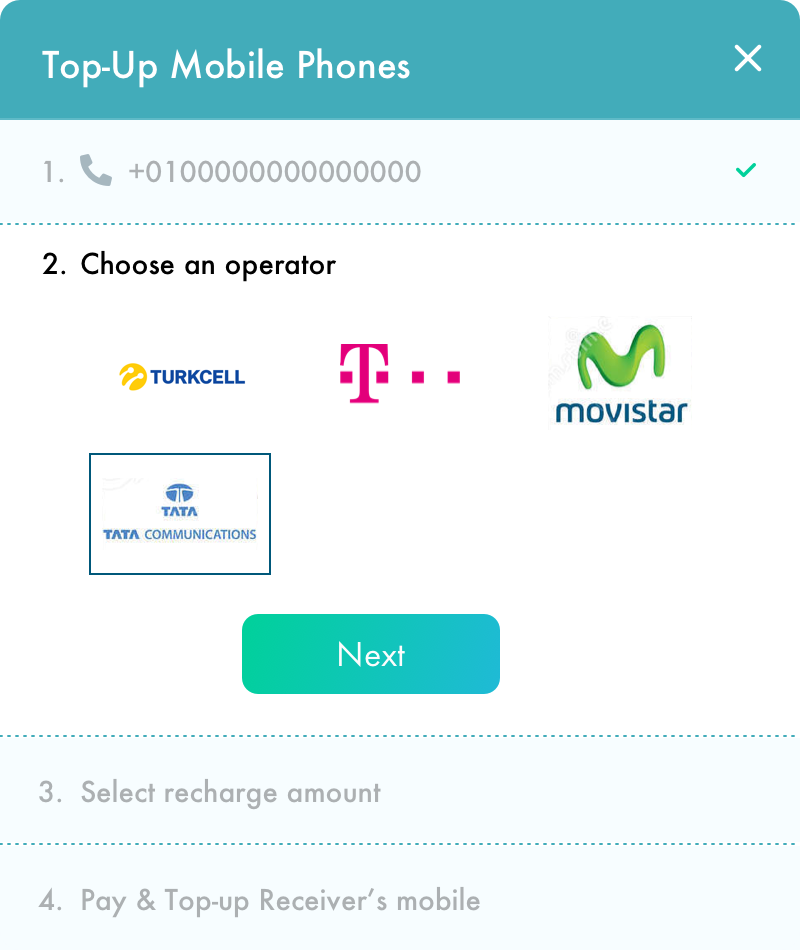 Top-Up Mobile Phones
1. +0100000000000000
2. Choose an operator
TURKCELL
T
movistar
TATA
TATA COMMUNICATIONS
Next
3. Select recharge amount
4. Pay & Top-up Receiver’s mobile